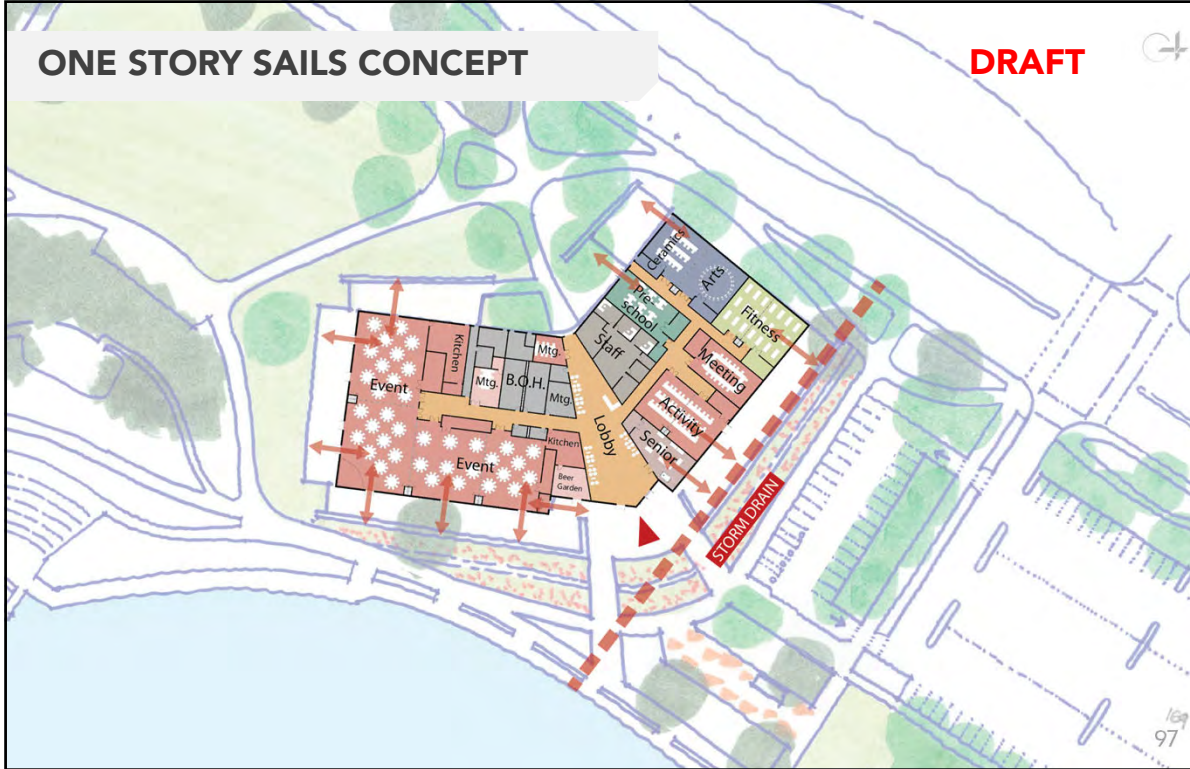 ONE STORY SAILS CONCEPT
DRAFT
Ceramics
Arts
Pre-
school
Fitness
Staff
Meeting
Kitchen
Mtg.
Mtg.
B.O.H.
Mtg.
Event
Activity
Lobby
Senior
Event
Kitchen
Beer
Garden
STORM DRAIN
169
97